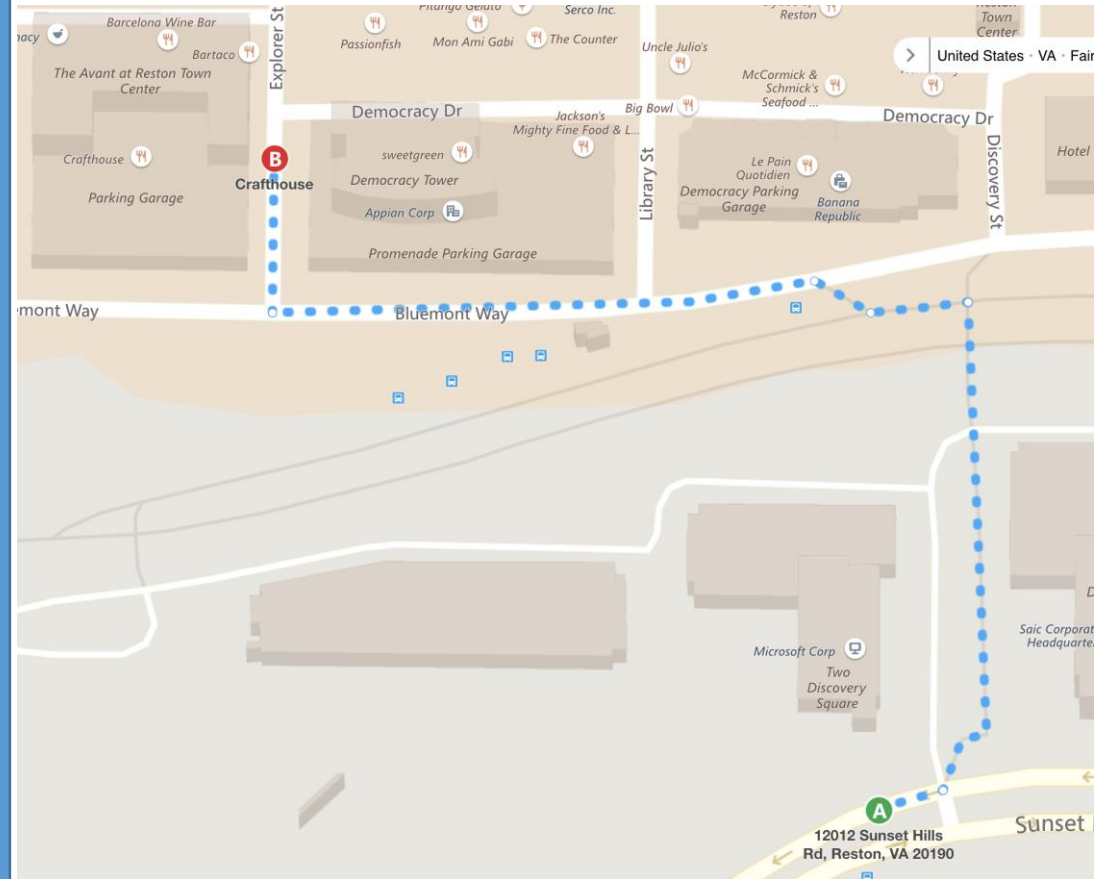 Explorer St
Pitango Gelato
Serco Inc.
Reston
Reston
Town
Center
Barcelona Wine Bar
Passionfish
Mon Ami Gabi
The Counter
Uncle Julio's
United States · VA · Fair
Bartaco
The Avant at Reston Town
Center
McCormick &
Schmick's
Seafood ...
Democracy Dr
Big Bowl
Democracy Dr
Jackson's
Mighty Fine Food & L...
Crafthouse
B
Crafthouse
sweetgreen
Democracy Tower
Library St
Le Pain
Quotidien
Discovery St
Hotel
Parking Garage
Appian Corp
Democracy Parking
Garage
Banana
Republic
Promenade Parking Garage
mont Way
Bluemont Way
Microsoft Corp
Two
Discovery
Square
Saic Corporat
Headquarte
A
12012 Sunset Hills
Rd, Reston, VA 20190
Sunset